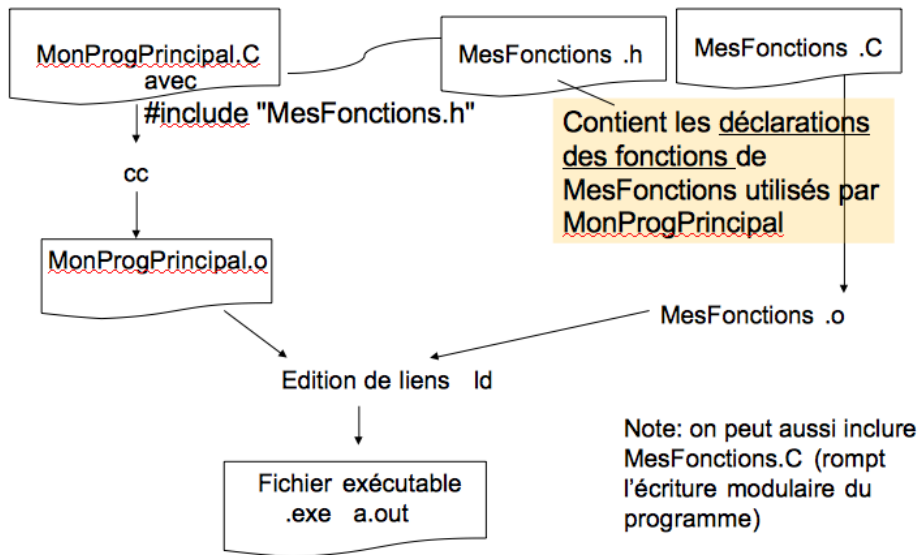 MonProgPrincipal.C
avec
#include "MesFonctions.h"
MesFonctions .h
MesFonctions .C
Contient les déclarations
des fonctions de
MesFonctions utilisés par
MonProgPrincipal
cc
MonProgPrincipal.o
MesFonctions .o
Edition de liens ld
Fichier exécutable
.exe a.out
Note: on peut aussi inclure
MesFonctions.C (rompt
l'écriture modulaire du
programme)